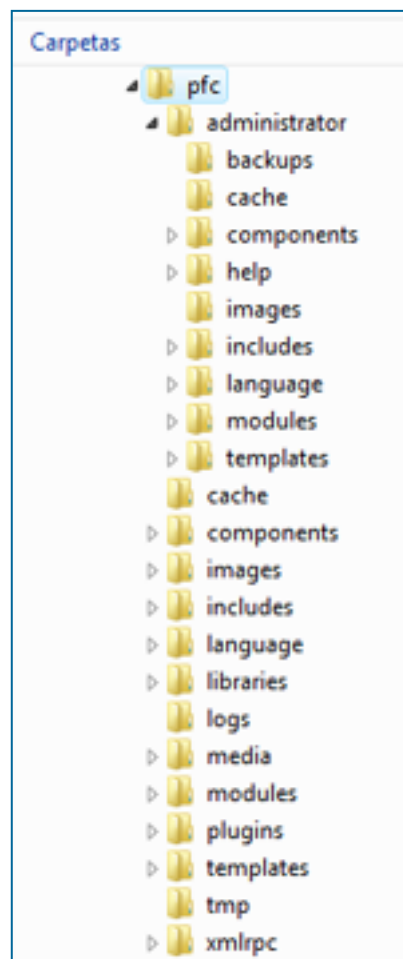 Carpetas
pfc
administrator
backups
cache
components
help
images
includes
language
modules
templates
cache
components
images
includes
language
libraries
logs
media
modules
plugins
templates
tmp
xmlrpc